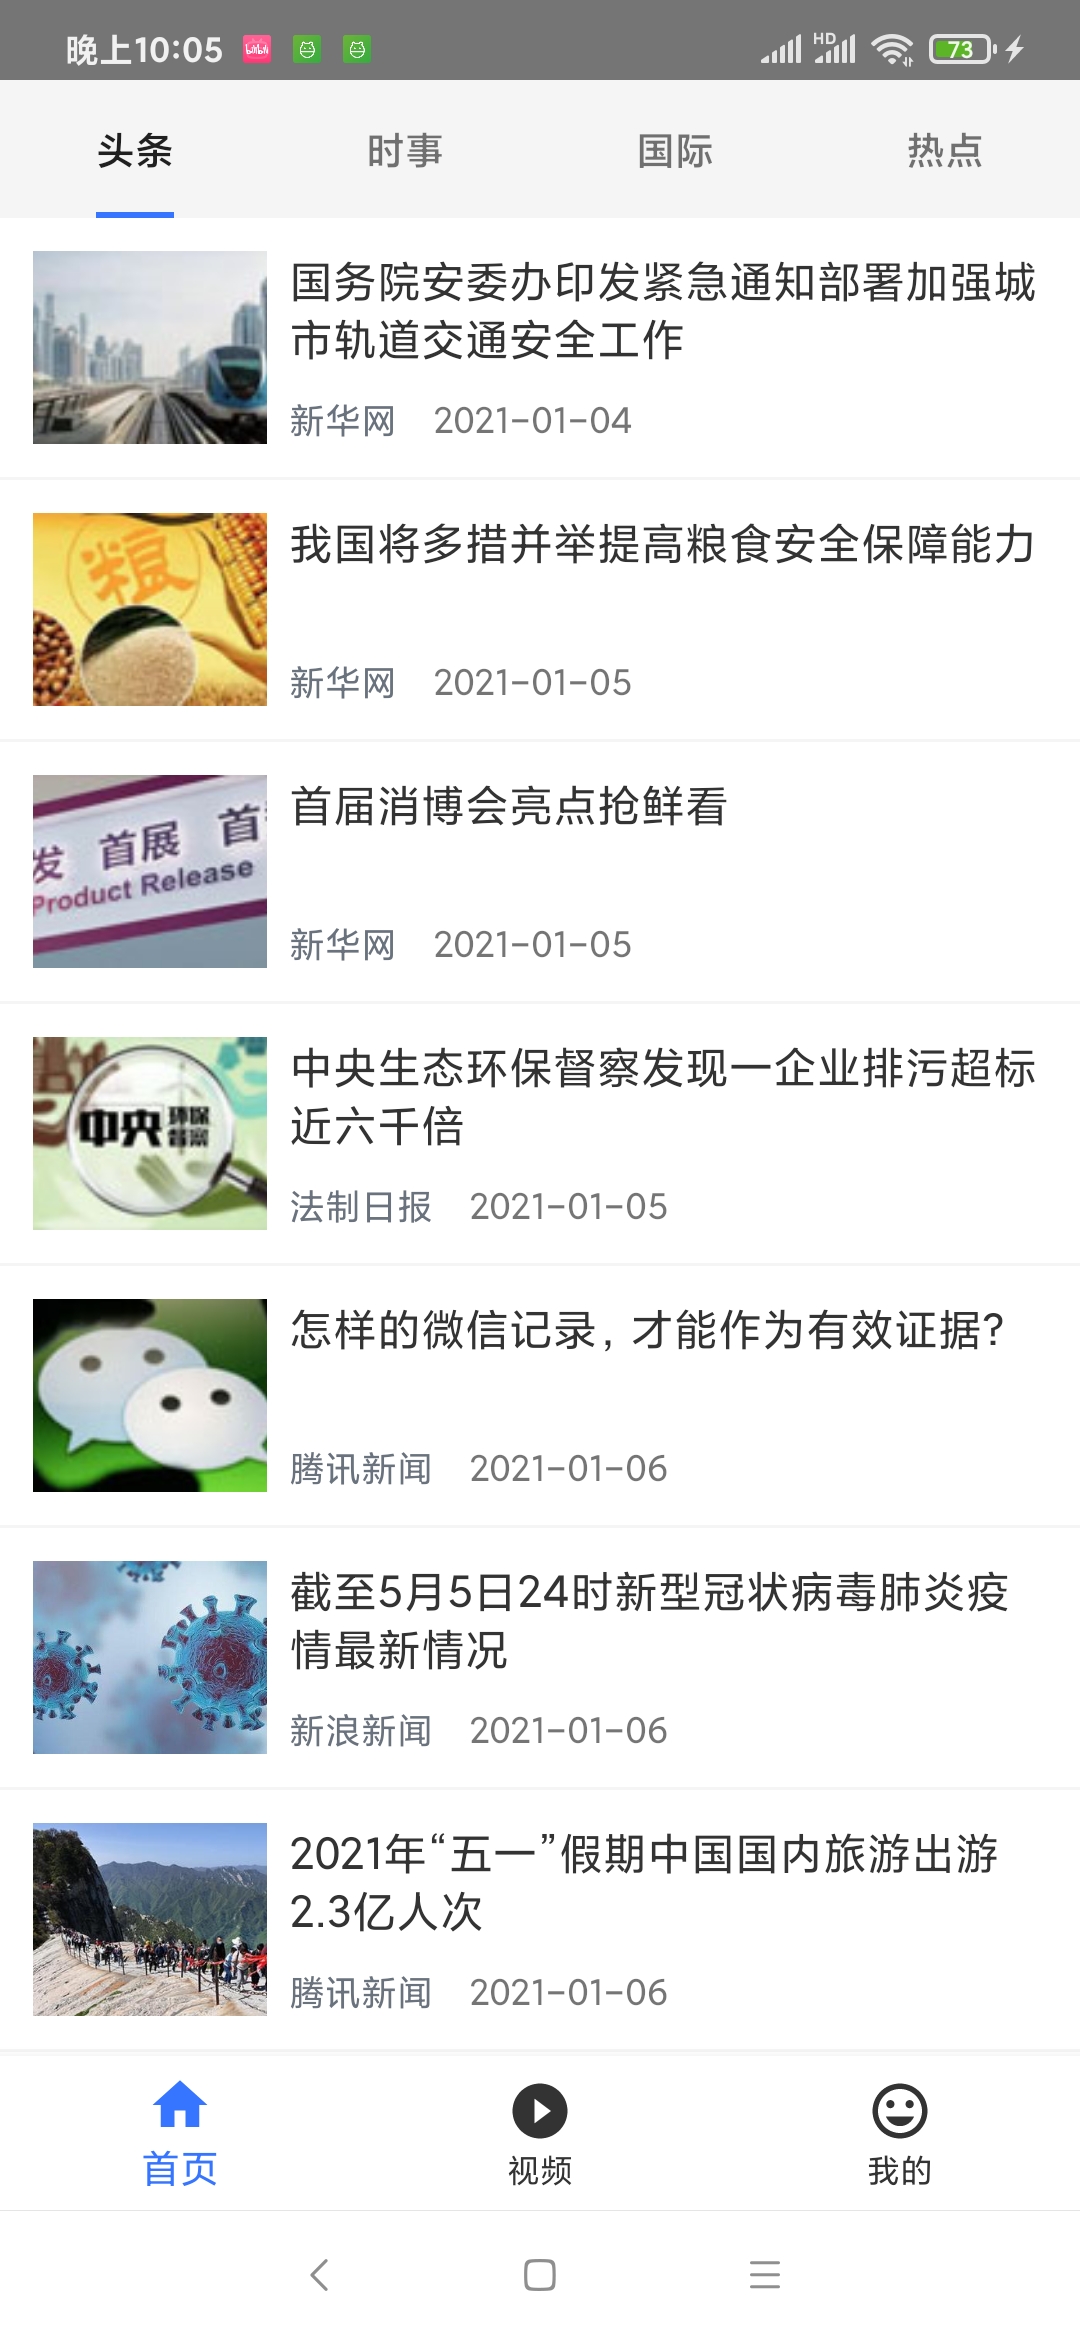 晚上10:05
HD
73
头条 时事 国际 热点
国务院安委办印发紧急通知部署加强城
市轨道交通安全工作
新华网 2021-01-04
粮
我国将多措并举提高粮食安全保障能力
新华网 2021-01-05
发 首展 首
Product Release
首届消博会亮点抢鲜看
新华网 2021-01-05
中央环保
督察
中央生态环保督察发现一企业排污超标
近六千倍
法制日报 2021-01-05
怎样的微信记录，才能作为有效证据?
腾讯新闻 2021-01-06
截至5月5日24时新型冠状病毒肺炎疫
情最新情况
新浪新闻 2021-01-06
2021年“五一”假期中国国内旅游出游
2.3亿人次
腾讯新闻 2021-01-06
首页 视频 我的